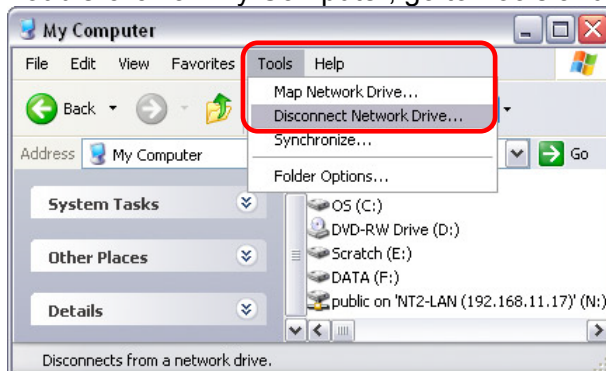 My Computer
File Edit View Favorites Tools Help
Back
Map Network Drive...
Disconnect Network Drive...
Synchronize...
Folder Options...
Address My Computer Go
System Tasks
Other Places
Details
OS (C:)
DVD-RW Drive (D:)
Scratch (E:)
DATA (F:)
public on 'NT2-LAN (192.168.11.17)' (N:)
Disconnects from a network drive.